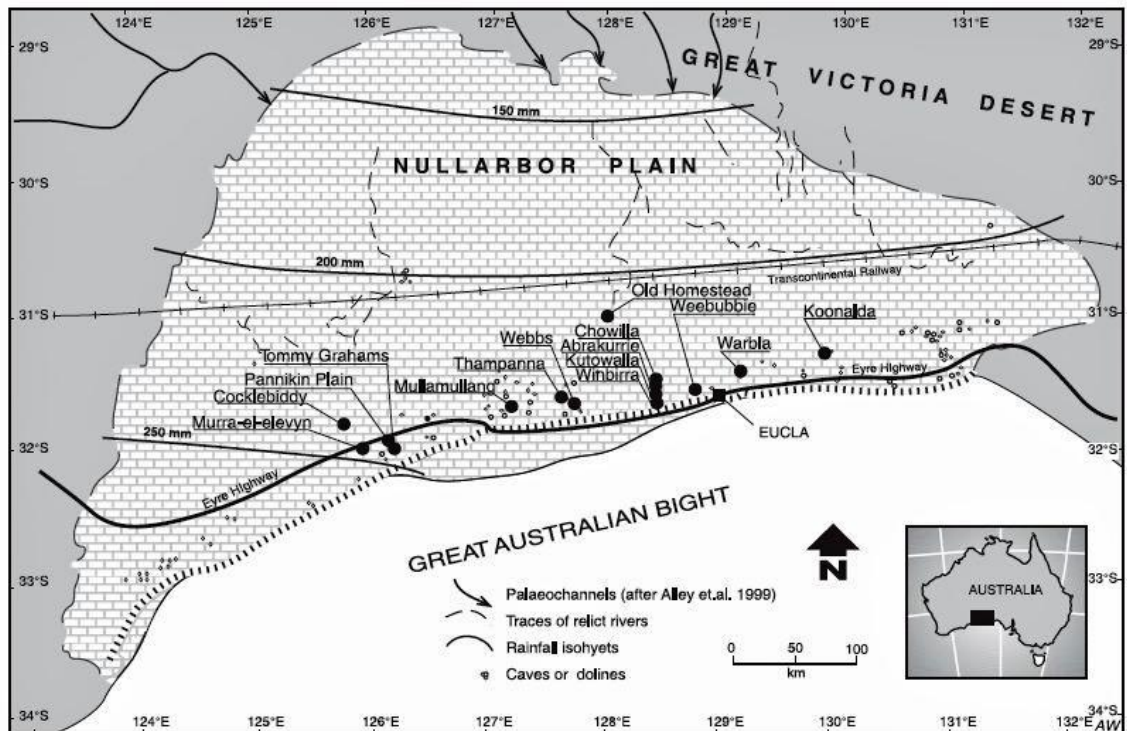 124°E 125°E 126°E 127°E 128°E 129°E 130°E 131°E 132°E
29°S 29°S
GREAT VICTORIA DESERT
150 mm
NULLARBOR PLAIN
30°S 30°S
200 mm
Transcontinental Railway
31°S 31°S
Old Homestead
Weebubbie
Koonalda
Chowilla
Abrakurrie
Kutowalla
Winbirra
Webbs
Warbla
Tommy Grahams
Thampanna
Pannikin Plain
Mullamullang
Cocklebiddy
Eyre Highway
Murra-el-elevyn
EUCLA
250 mm
32°S 32°S
Eyre Highway
GREAT AUSTRALIAN BIGHT
N
AUSTRALIA
33°S 33°S
Palaeochannels (after Alley et.al. 1999)
Traces of relict rivers
Rainfall isohyets
Caves or dolines
0 50 100
km
34°S 34°S
124°E 125°E 126°E 127°E 128°E 129°E 130°E 131°E 132°E
AW